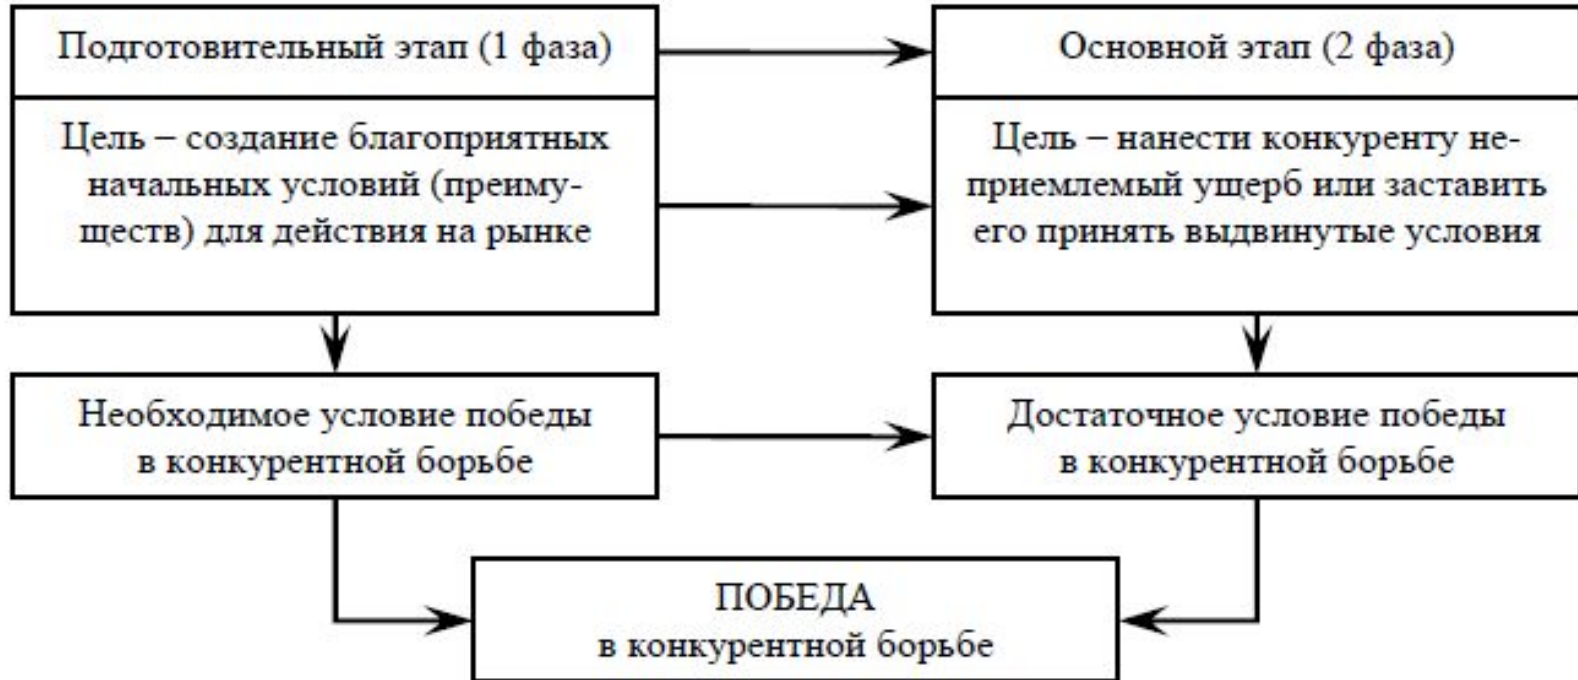 Подготовительный этап (1 фаза)
Цель – создание благоприятных
начальных условий (преиму-
ществ) для действия на рынке
Основной этап (2 фаза)
Цель – нанести конкуренту не-
приемлемый ущерб или заставить
его принять выдвинутые условия
Необходимое условие победы
в конкурентной борьбе
Достаточное условие победы
в конкурентной борьбе
ПОБЕДА
в конкурентной борьбе